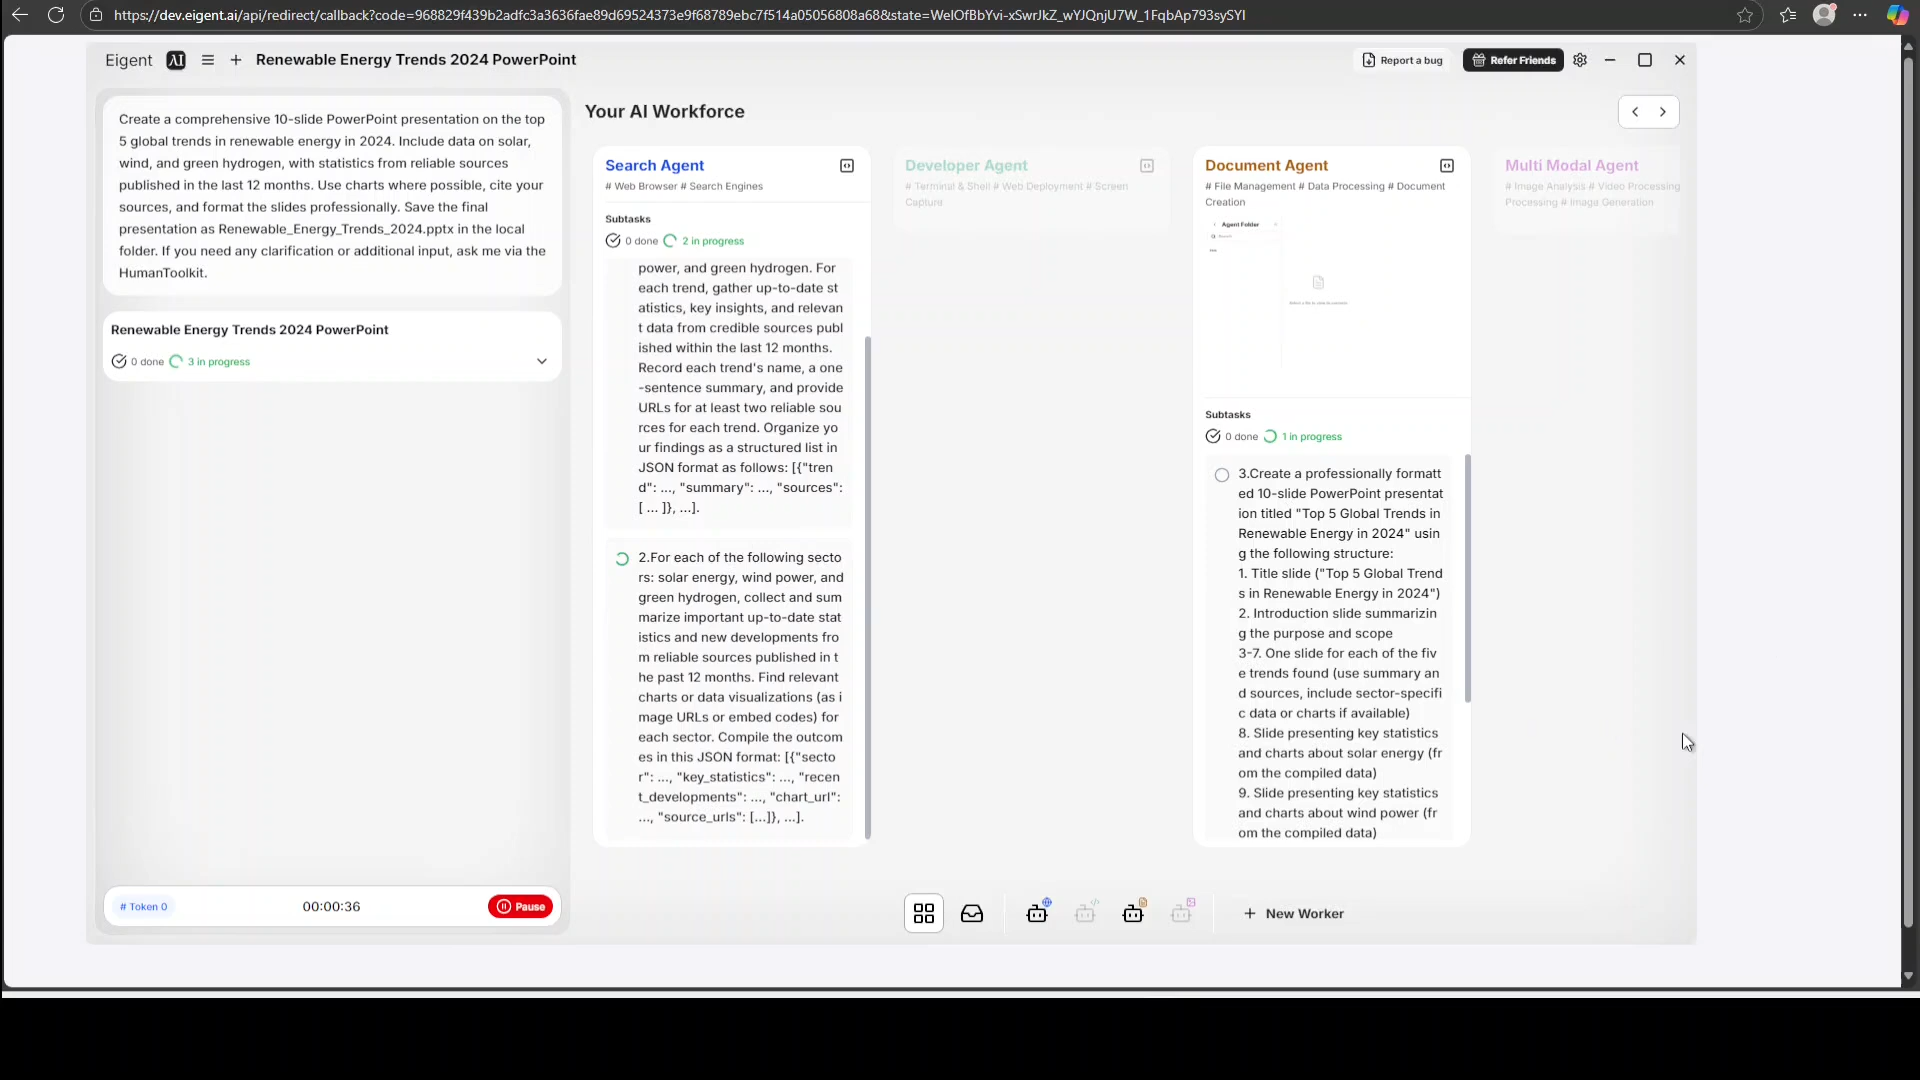 https://dev.eigent.ai/api/redirect/callback?code=968829f439b2adfc3a3636fae89d69524373e9f68789ebc7f514a05056808a68&state=WelOfBbYvi-xSwrJkZ_wYJQnjU7W_1FqbAp793sySYI
Eigent
Renewable Energy Trends 2024 PowerPoint
Report a bug
Refer Friends
Create a comprehensive 10-slide PowerPoint presentation on the top
5 global trends in renewable energy in 2024. Include data on solar,
wind, and green hydrogen, with statistics from reliable sources
published in the last 12 months. Use charts where possible, cite your
sources, and format the slides professionally. Save the final
presentation as Renewable_Energy_Trends_2024.pptx in the local
folder. If you need any clarification or additional input, ask me via the
HumanToolkit.
Renewable Energy Trends 2024 PowerPoint
0 done 3 in progress
# Token 0
00:00:36
Pause
Your AI Workforce
Search Agent
# Web Browser # Search Engines
Subtasks
0 done 2 in progress
power, and green hydrogen. For
each trend, gather up-to-date st
atistics, key insights, and relevan
t data from credible sources publ
ished within the last 12 months.
Record each trend's name, a one
-sentence summary, and provide
URLs for at least two reliable sou
rces for each trend. Organize yo
ur findings as a structured list in
JSON format as follows: [{"tren
d": ..., "summary": ..., "sources":
[ ... ]}, ...].
2.For each of the following secto
rs: solar energy, wind power, and
green hydrogen, collect and sum
marize important up-to-date stat
istics and new developments fro
m reliable sources published in t
he past 12 months. Find relevant
charts or data visualizations (as i
mage URLs or embed codes) for
each sector. Compile the outcom
es in this JSON format: [{"secto
r": ..., "key_statistics": ..., "recen
t_developments": ..., "chart_url":
..., "source_urls": [...]}, ...].
Developer Agent
# Terminal & Shell # Web Deployment # Screen
Capture
Document Agent
# File Management # Data Processing # Document
Creation
Agent Folder
Subtasks
0 done 1 in progress
3.Create a professionally formatt
ed 10-slide PowerPoint presentat
ion titled "Top 5 Global Trends in
Renewable Energy in 2024" usin
g the following structure:
1. Title slide ("Top 5 Global Trend
s in Renewable Energy in 2024")
2. Introduction slide summarizin
g the purpose and scope
3-7. One slide for each of the fiv
e trends found (use summary an
d sources, include sector-specifi
c data or charts if available)
8. Slide presenting key statistics
and charts about solar energy (fr
om the compiled data)
9. Slide presenting key statistics
and charts about wind power (fr
om the compiled data)
Multi Modal Agent
# Image Analysis # Video Processing
Processing # Image Generation
New Worker